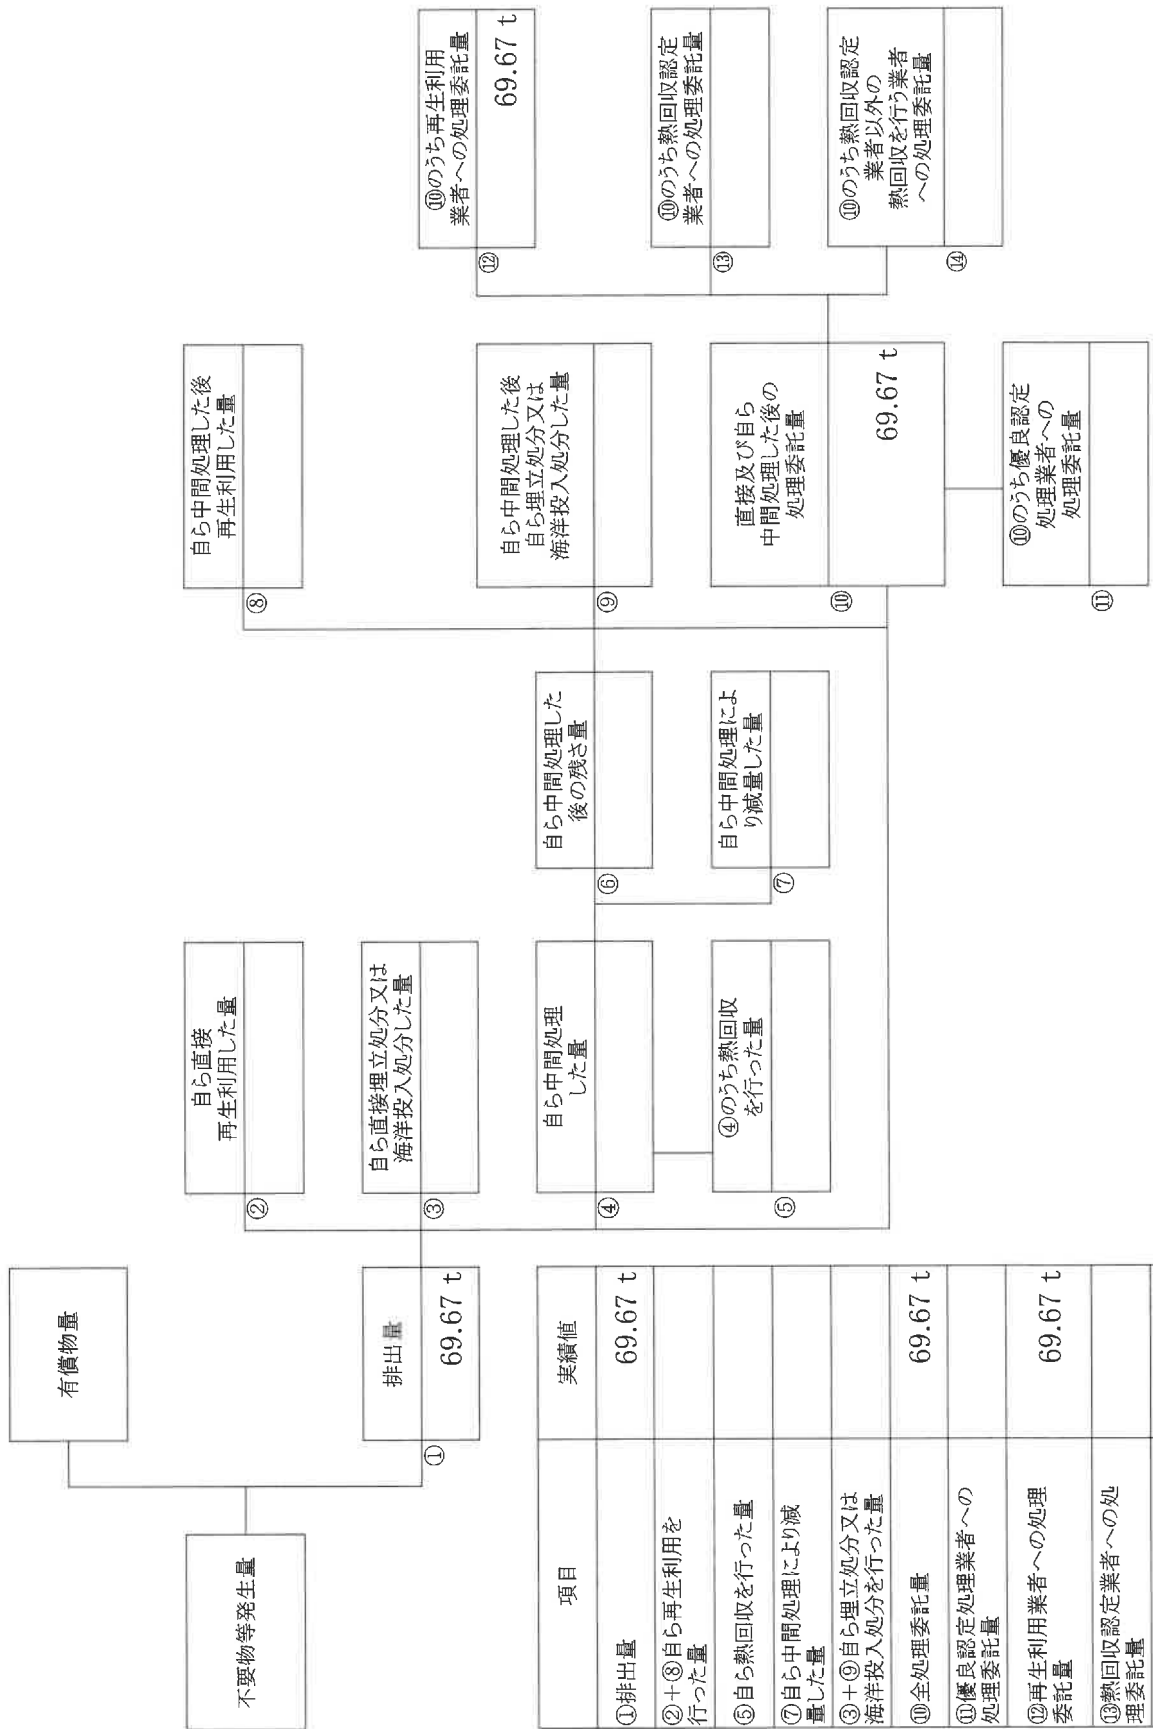 不要物等発生量
有償物量
①
排出量
69.67 t
②
自ら直接
再生利用した量
③
自ら直接埋立処分又は
海洋投入処分した量
④
自ら中間処理
した量
⑤
④のうち熱回収
を行った量
⑥
自ら中間処理した
後の残さ量
⑦
自ら中間処理によ
り減量した量
⑧
自ら中間処理した後
再生利用した量
⑨
自ら中間処理した後
自ら埋立処分又は
海洋投入処分した量
⑩
直接及び自ら
中間処理した後の
処理委託量
69.67 t
⑪
⑩のうち優良認定
処理業者への
処理委託量
⑫
⑩のうち再生利用
業者への処理委託量
69.67 t
⑬
⑩のうち熱回収認定
業者への処理委託量
⑭
⑩のうち熱回収認定
業者以外の
熱回収を行う業者
への処理委託量
項目
実績値
①排出量
69.67 t
②+⑧自ら再生利用を
行った量
⑤自ら熱回収を行った量
⑦自ら中間処理により減
量した量
③+⑨自ら埋立処分又は
海洋投入処分を行った量
⑩全処理委託量
69.67 t
⑪優良認定処理業者への
処理委託量
⑫再生利用業者への処理
委託量
69.67 t
⑬熱回収認定業者への処
理委託量